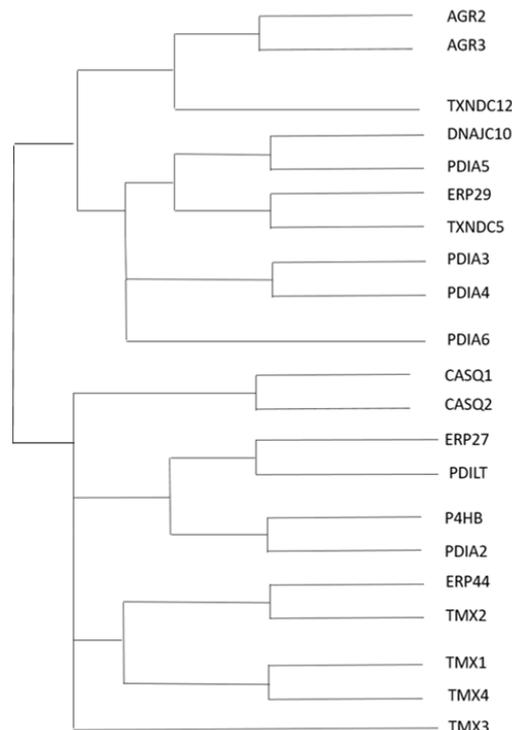 AGR2
AGR3
TXNDC12
DNAJC10
PDIA5
ERP29
TXNDC5
PDIA3
PDIA4
PDIA6
CASQ1
CASQ2
ERP27
PDILT
P4HB
PDIA2
ERP44
TMX2
TMX1
TMX4
TMX3